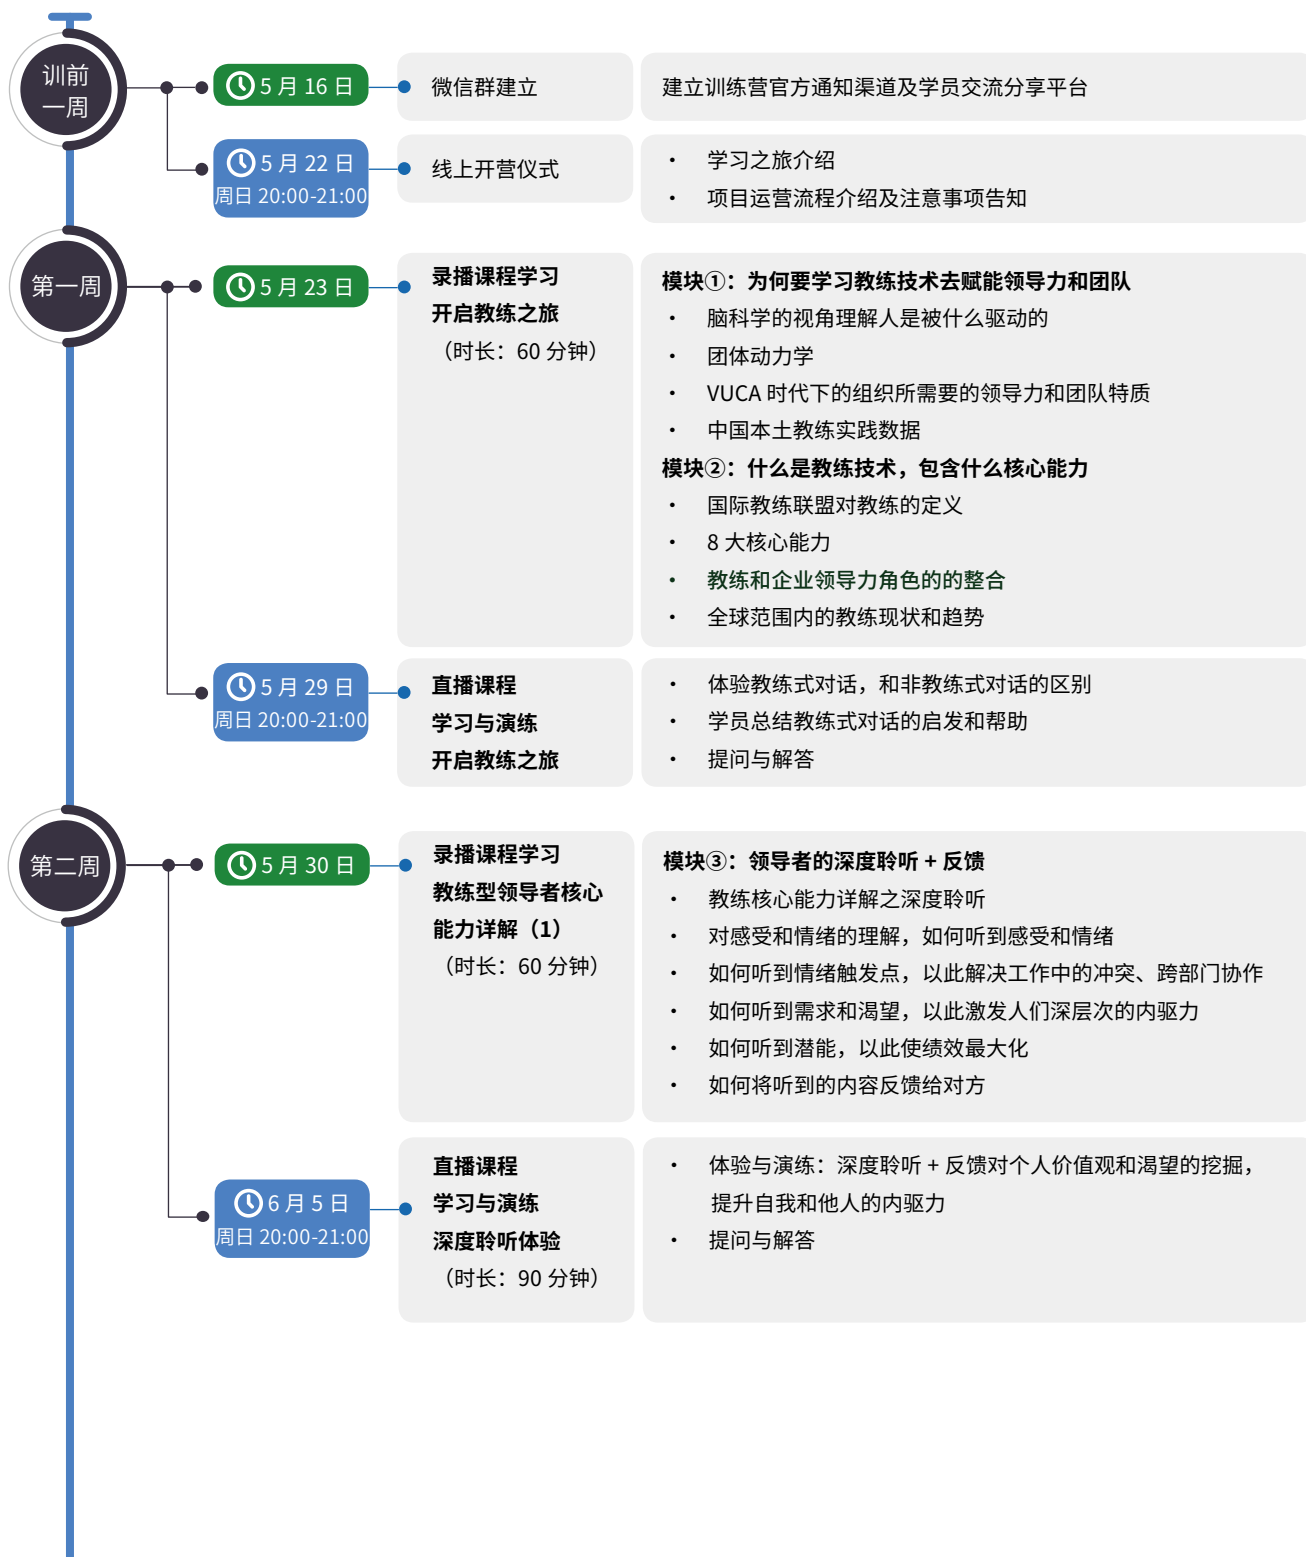 训前
一周
5 月 16 日
微信群建立
建立训练营官方通知渠道及学员交流分享平台
5 月 22 日
周日 20:00-21:00
线上开营仪式
· 学习之旅介绍
· 项目运营流程介绍及注意事项告知
第一周
5 月 23 日
录播课程学习
开启教练之旅
（时长：60 分钟）
模块①：为何要学习教练技术去赋能领导力和团队
· 脑科学的视角理解人是被什么驱动的
· 团体动力学
· VUCA 时代下的组织所需要的领导力和团队特质
· 中国本土教练实践数据
模块②：什么是教练技术，包含什么核心能力
· 国际教练联盟对教练的定义
· 8 大核心能力
· 教练和企业领导力角色的的整合
· 全球范围内的教练现状和趋势
5 月 29 日
周日 20:00-21:00
直播课程
学习与演练
开启教练之旅
· 体验教练式对话，和非教练式对话的区别
· 学员总结教练式对话的启发和帮助
· 提问与解答
第二周
5 月 30 日
录播课程学习
教练型领导者核心
能力详解（1）
（时长：60 分钟）
模块③：领导者的深度聆听 + 反馈
· 教练核心能力详解之深度聆听
· 对感受和情绪的理解，如何听到感受和情绪
· 如何听到情绪触发点，以此解决工作中的冲突、跨部门协作
· 如何听到需求和渴望，以此激发人们深层次的内驱力
· 如何听到潜能，以此使绩效最大化
· 如何将听到的内容反馈给对方
6 月 5 日
周日 20:00-21:00
直播课程
学习与演练
深度聆听体验
（时长：90 分钟）
· 体验与演练：深度聆听 + 反馈对个人价值观和渴望的挖掘，
提升自我和他人的内驱力
· 提问与解答